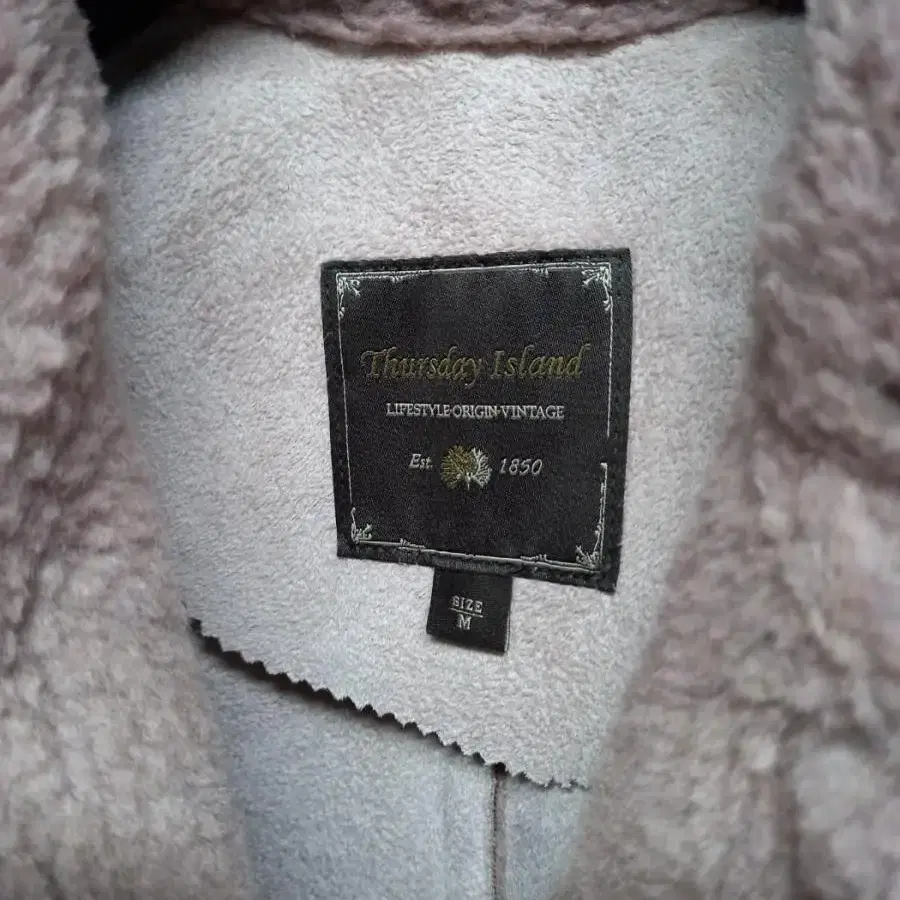 Thursday Island
LIFESTYLE·ORIGIN·VINTAGE
Est. 1850
SIZE
M